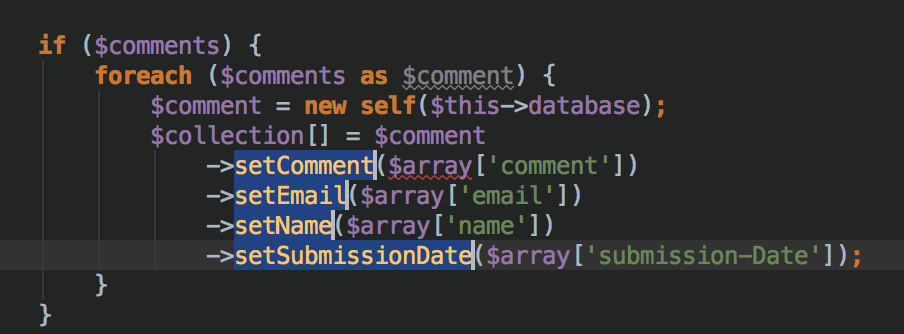 if ($comments) {
foreach ($comments as $comment) {
$comment = new self($this->database);
$collection[] = $comment
->setComment($array['comment'])
->setEmail($array['email'])
->setName($array['name'])
->setSubmissionDate($array['submission-Date']);
}
}